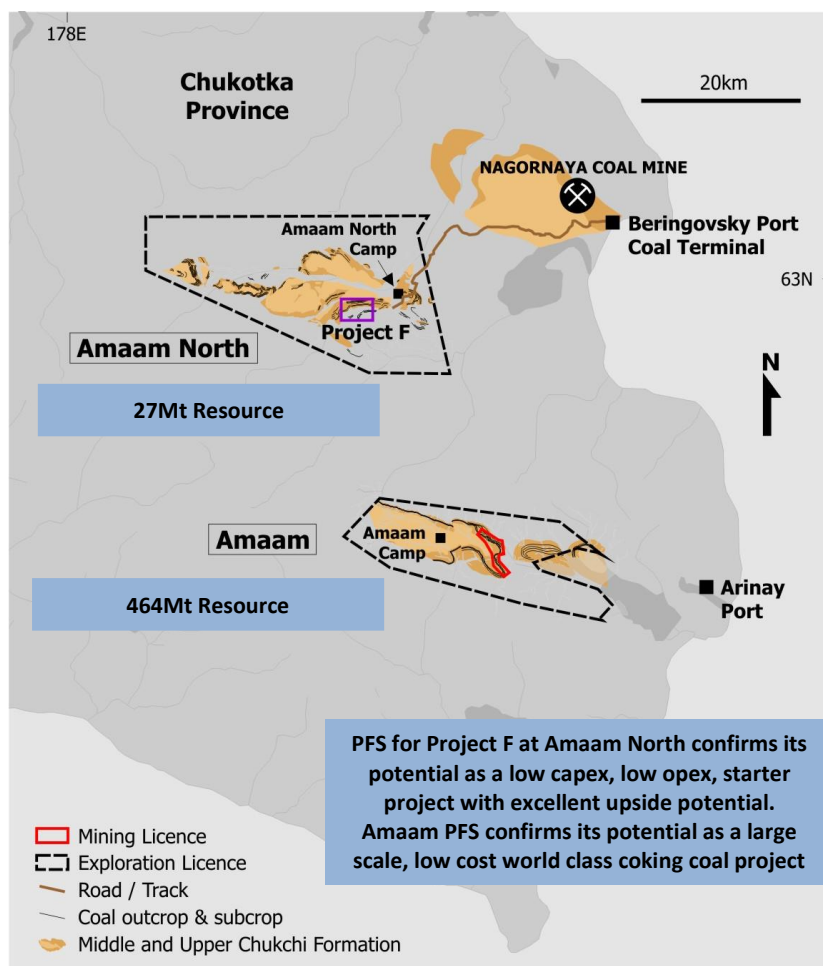 178E
Chukotka
Province
20km
NAGORNAYA COAL MINE
Beringovsky Port
Coal Terminal
Amaam North
Camp
63N
Project F
Amaam North
N
27Mt Resource
Amaam
Amaam
Camp
464Mt Resource
Arinay
Port
PFS for Project F at Amaam North confirms its
potential as a low capex, low opex, starter
project with excellent upside potential.
Amaam PFS confirms its potential as a large
scale, low cost world class coking coal project
Mining Licence
Exploration Licence
Road / Track
Coal outcrop & subcrop
Middle and Upper Chukchi Formation